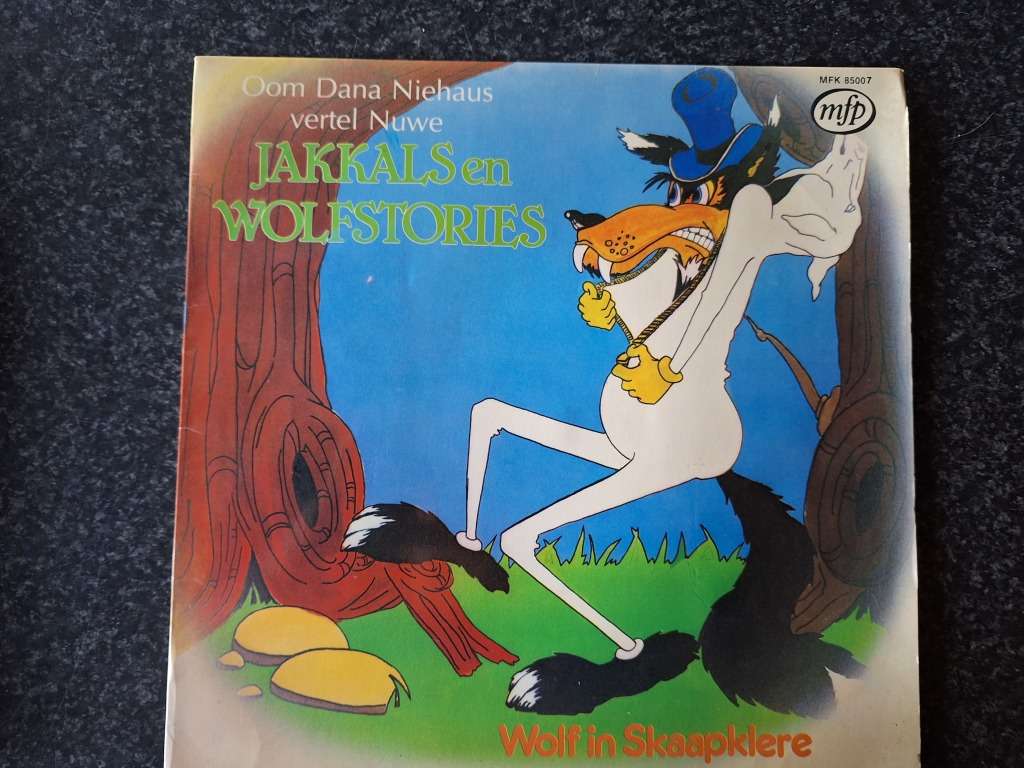 Oom Dana Niehaus
vertel Nuwe
JAKKALS en
WOLFSTORIES
MFK 85007
mfp
Wolf in Skaapklere